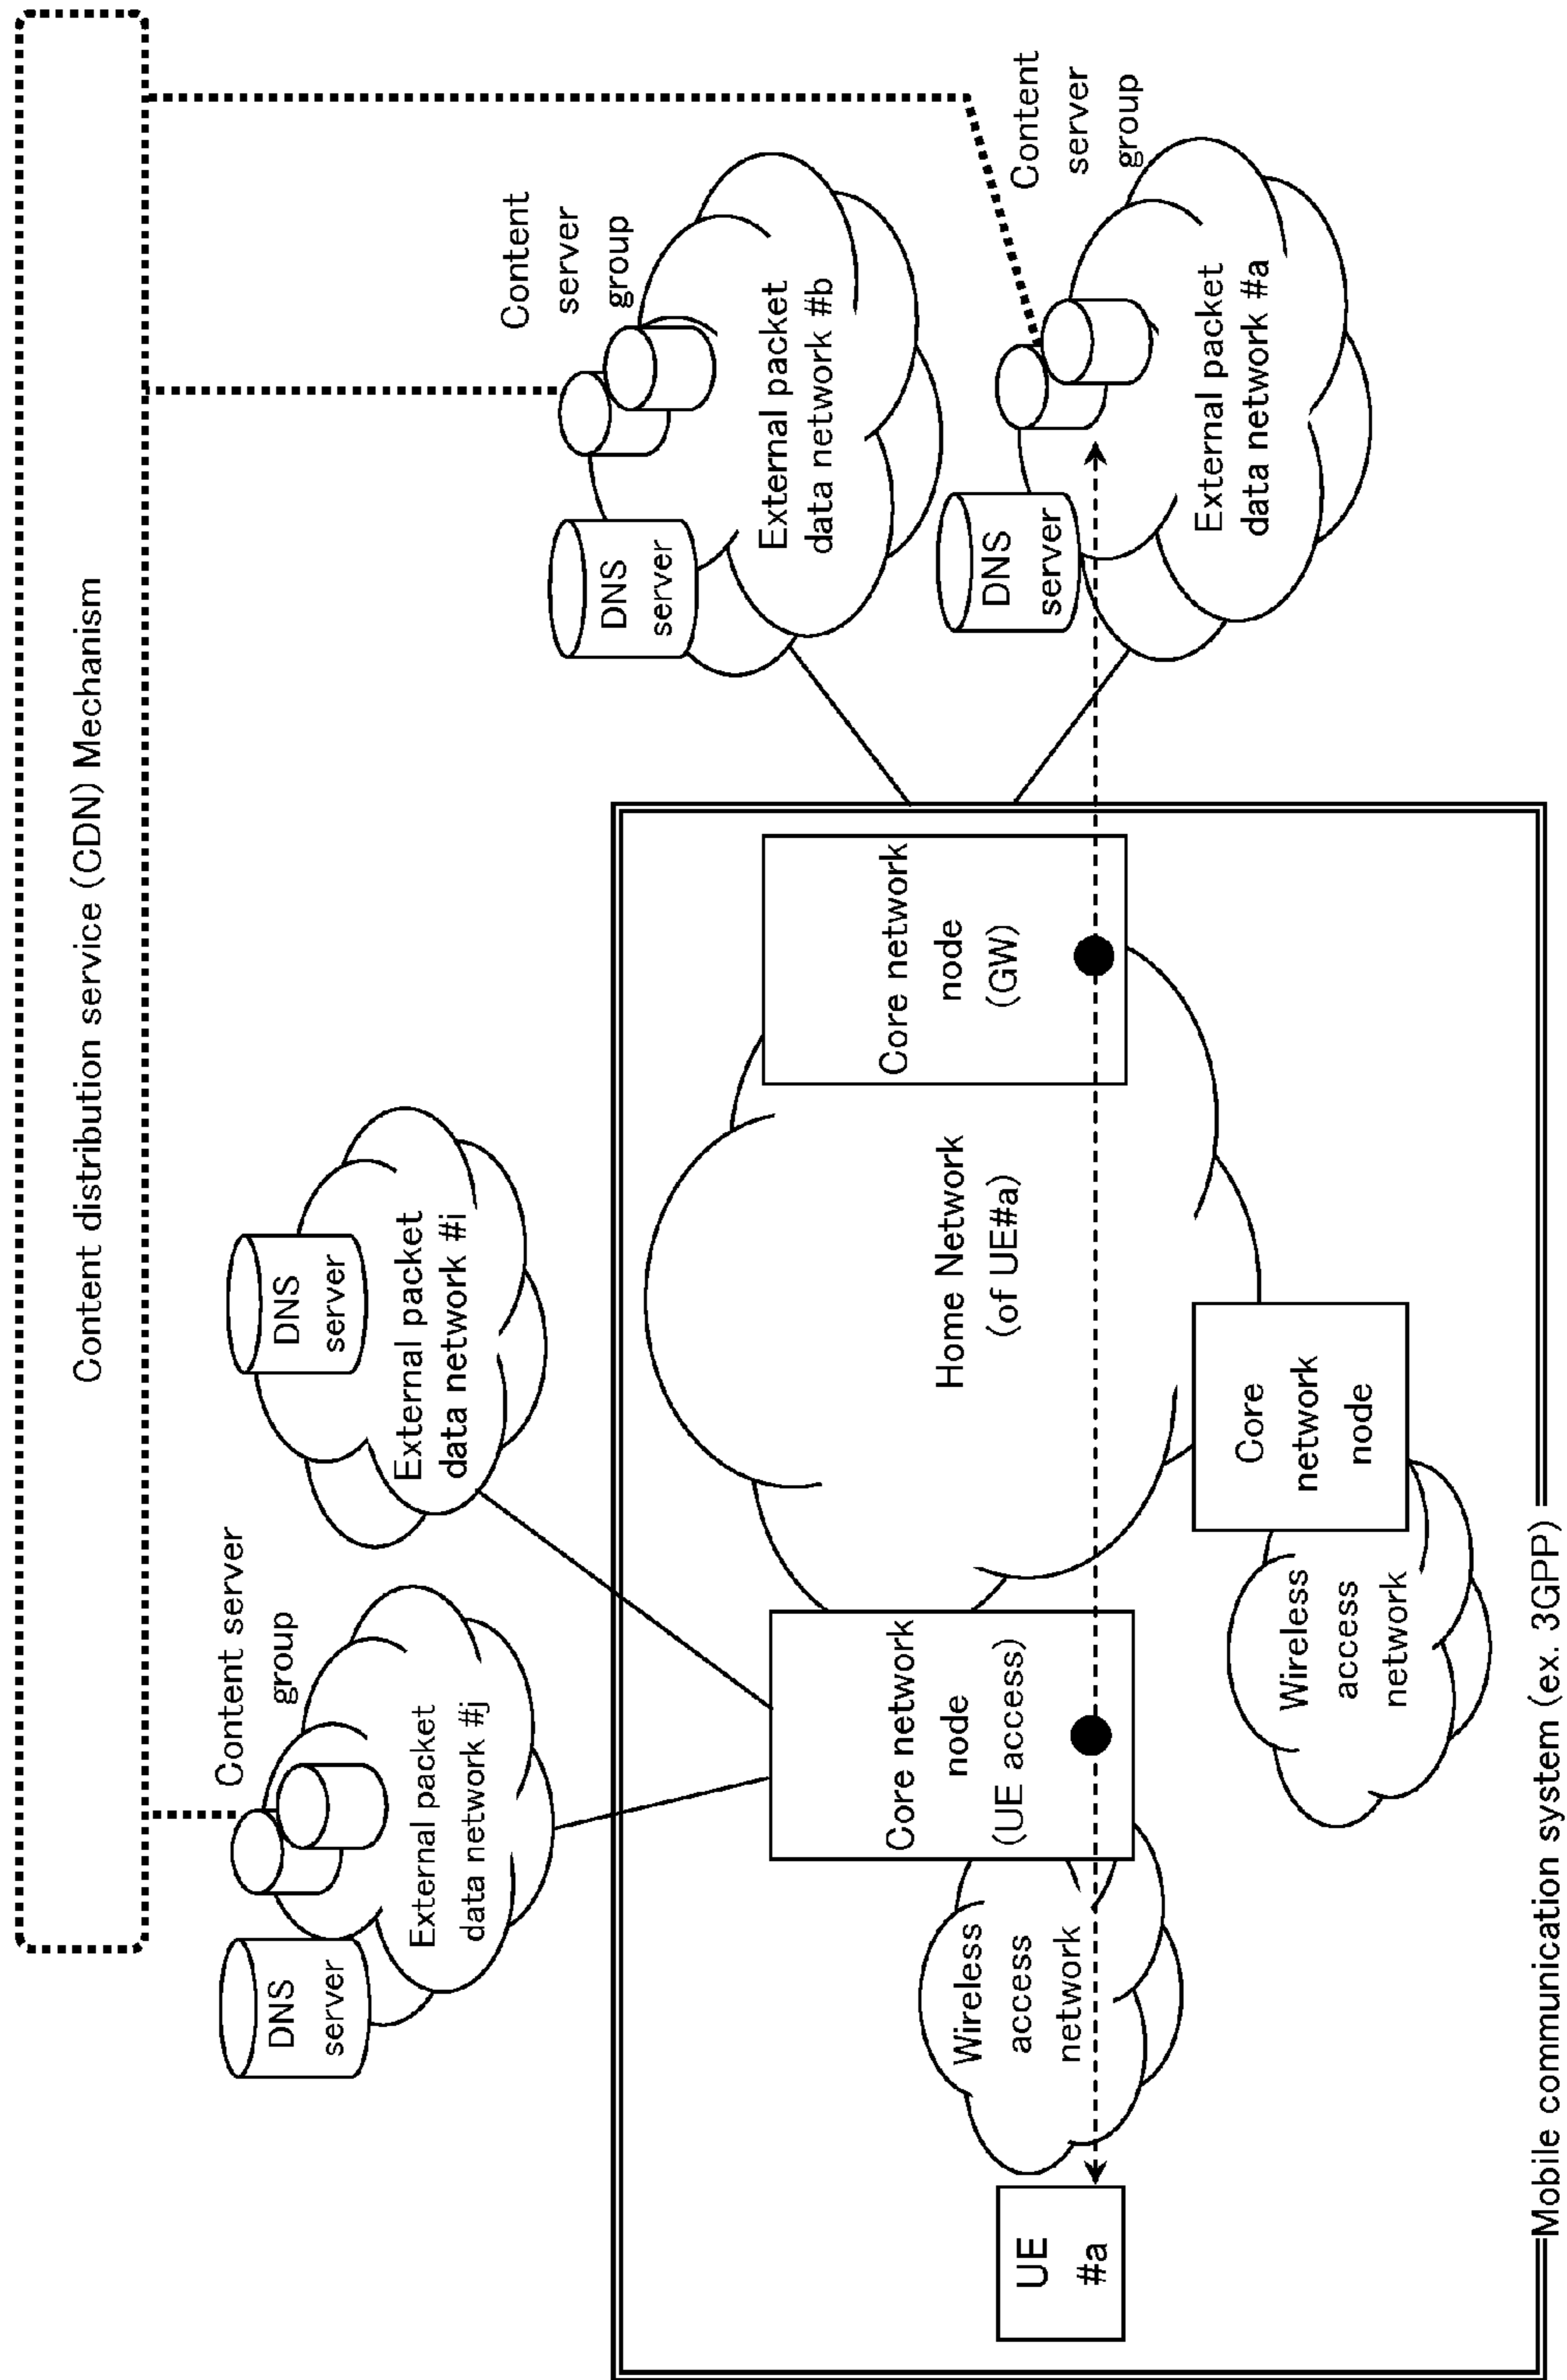 Content distribution service (CDN) Mechanism
Content server
group
DNS
server
External packet
data network #j
DNS
server
External packet
data network #i
Content
server
group
DNS
server
External packet
data network #b
Content
server
group
DNS
server
External packet
data network #a
Core network
node
(UE access)
Home Network
(of UE#a)
Core network
node
(GW)
UE
#a
Wireless
access
network
Wireless
access
network
Core
network
node
Mobile communication system (ex. 3GPP)